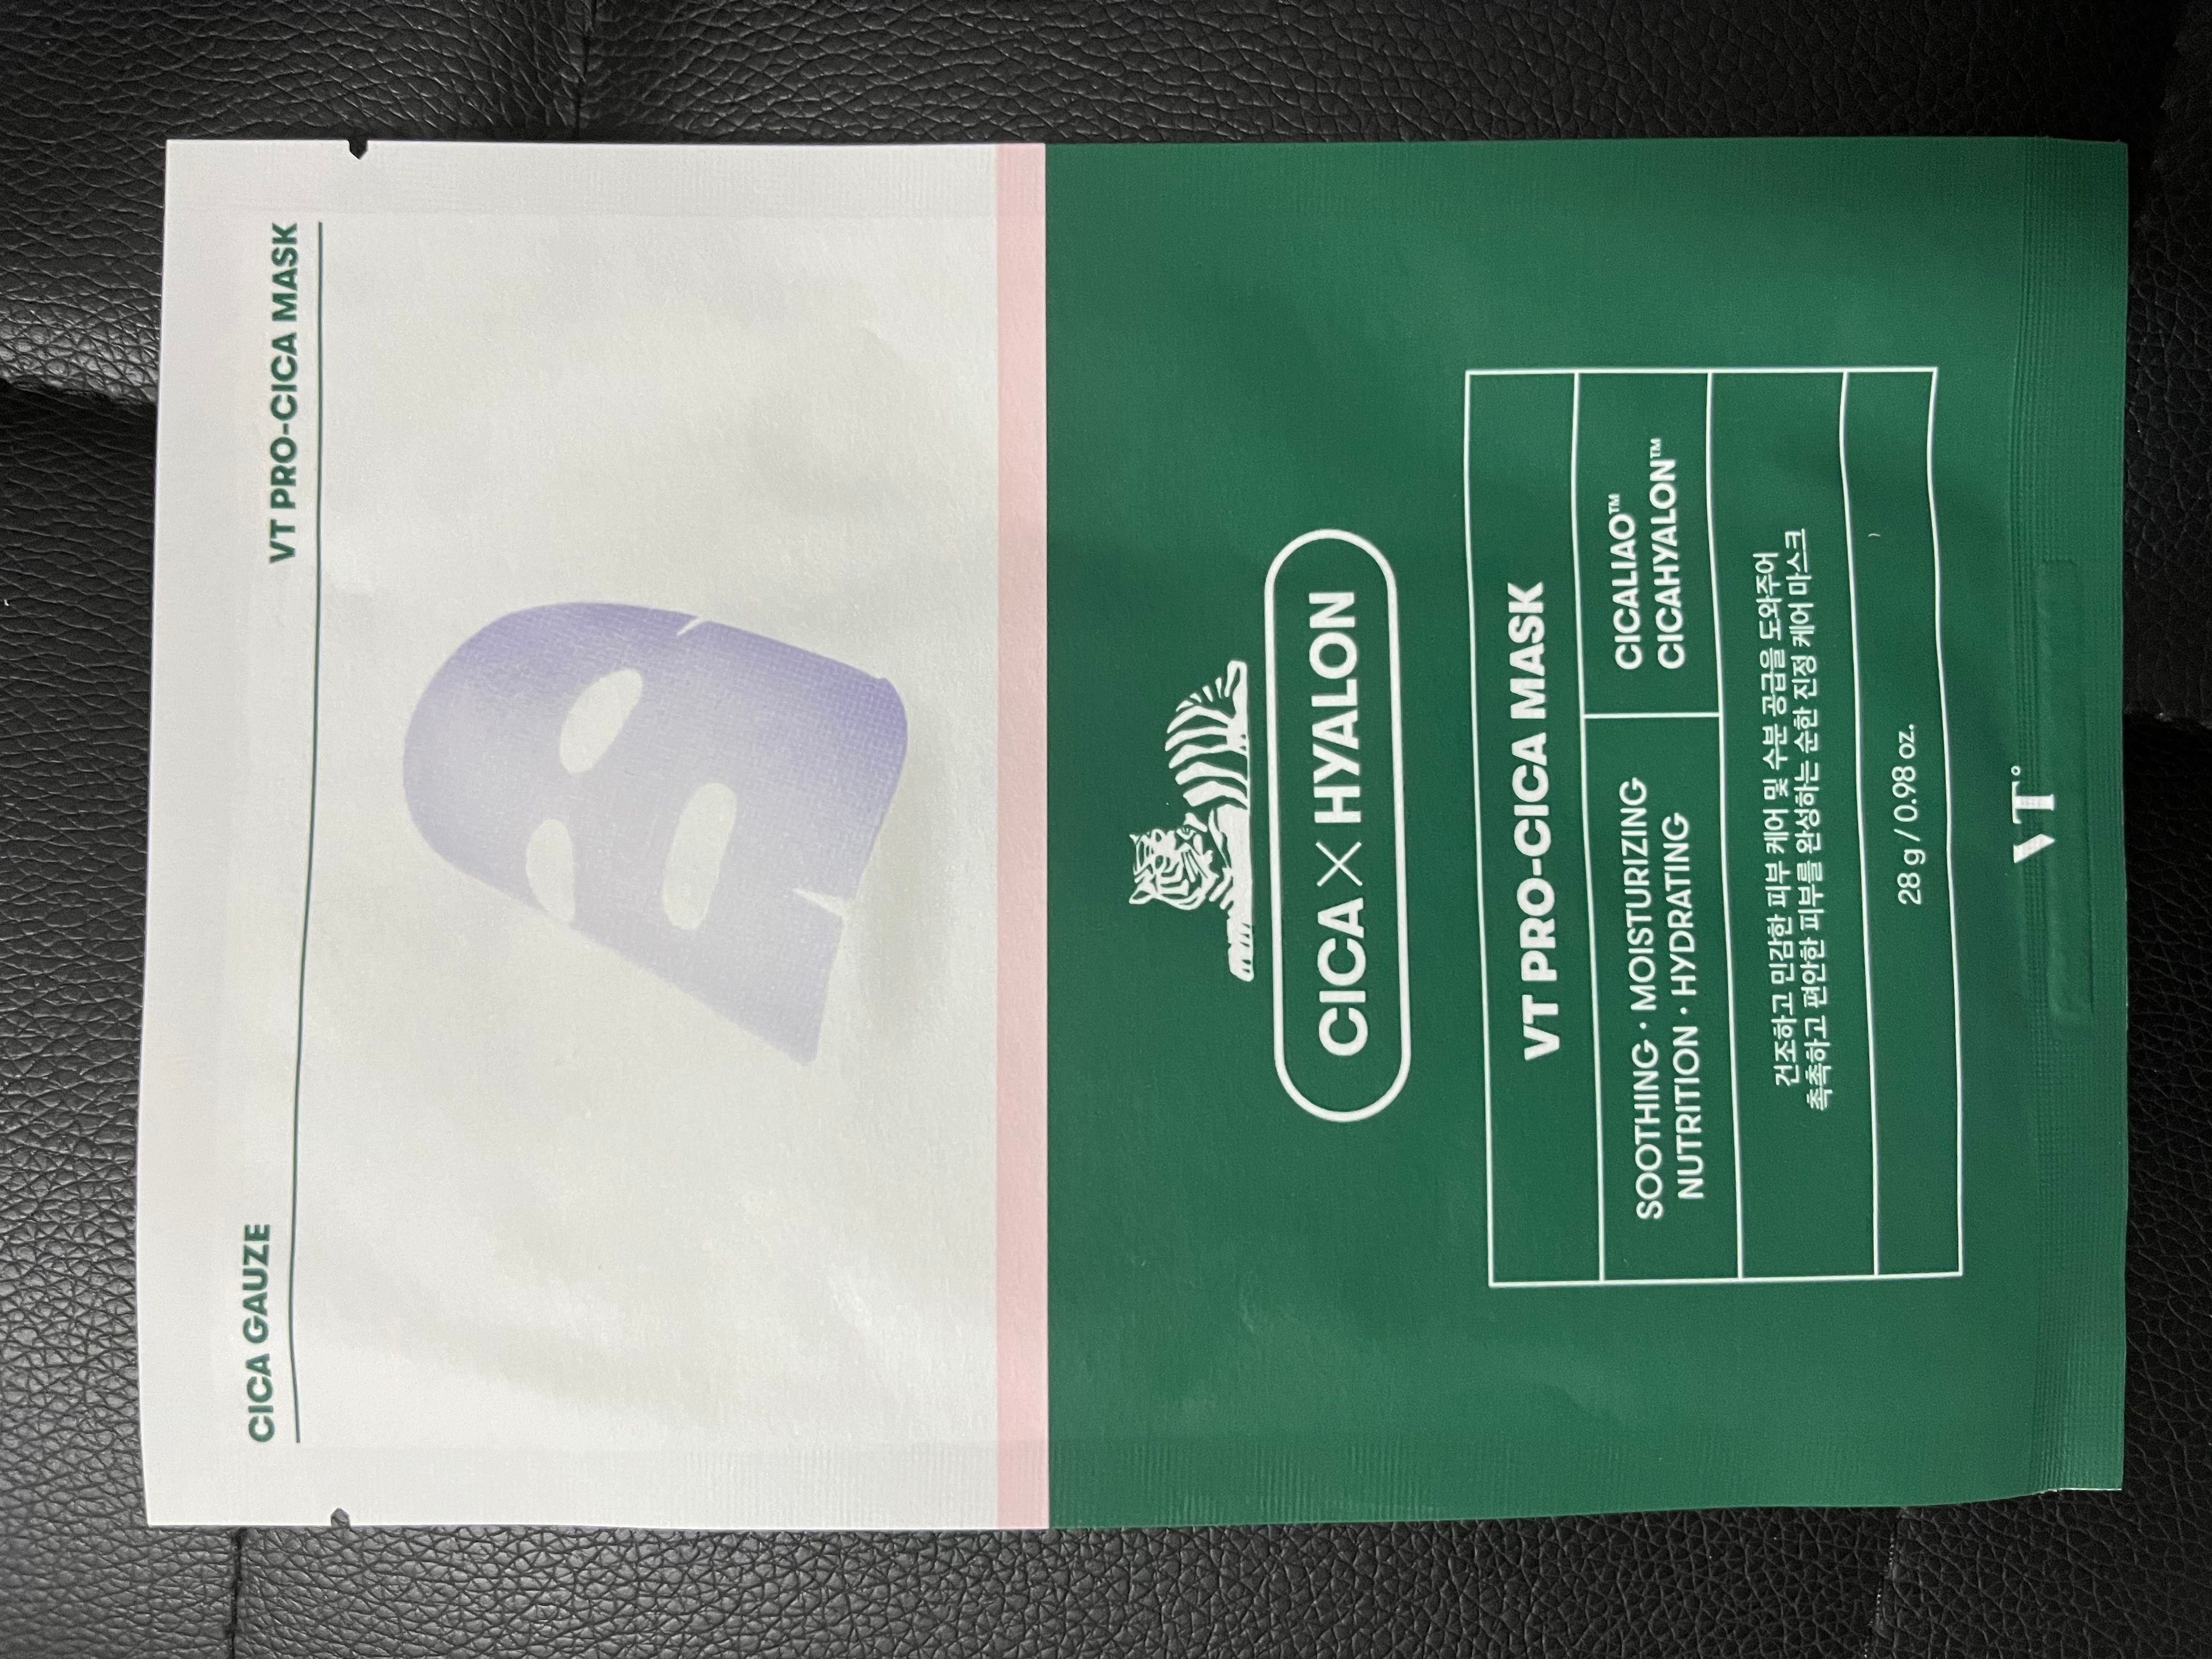 CICA GAUZE
VT PRO-CICA MASK
CICA × HYALON
VT PRO-CICA MASK
SOOTHING · MOISTURIZING
NUTRITION · HYDRATING
CICALIAO™
CICAHYALON™
건조하고 민감한 피부 케어 및 수분 공급을 도와주어
촉촉하고 편안한 피부를 완성하는 순한 진정 케어 마스크
28 g / 0.98 oz.
VT°